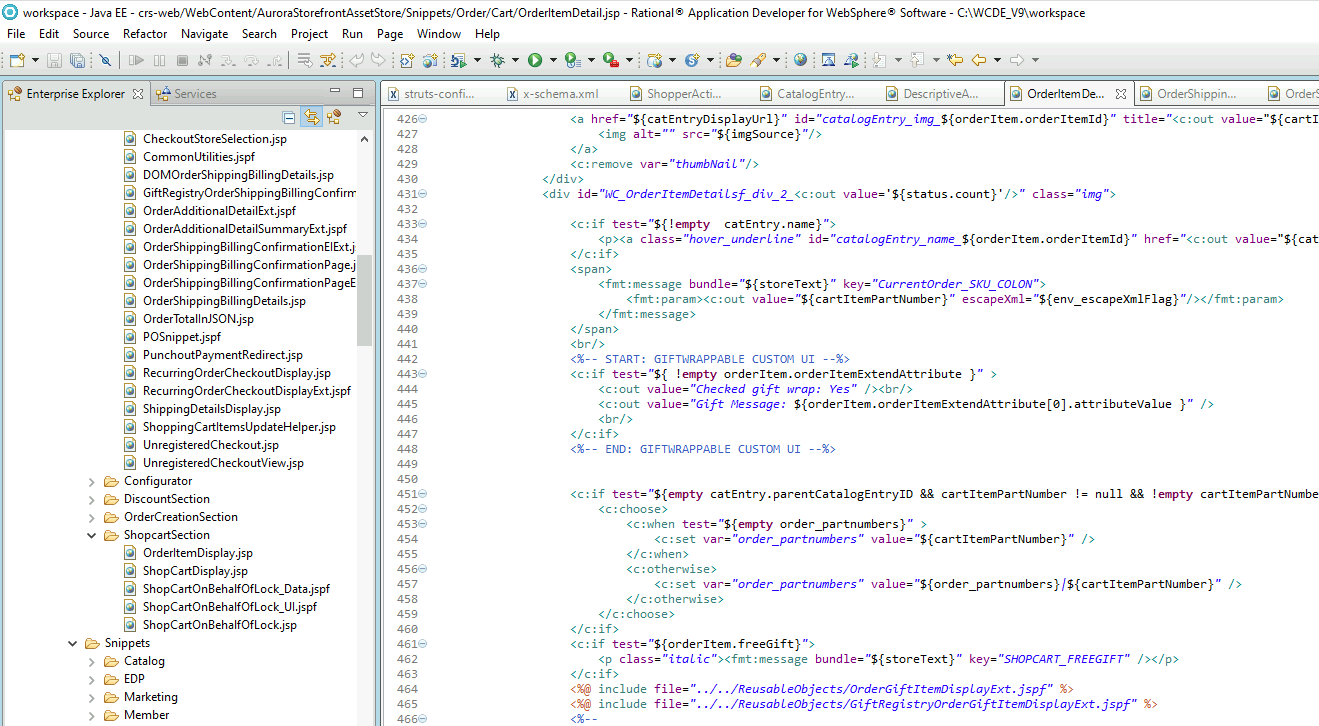 workspace - Java EE - crs-web/WebContent/AuroraStorefrontAssetStore/Snippets/Order/Cart/OrderItemDetail.jsp - Rational® Application Developer for WebSphere® Software - C:\WCDE_V9\workspace
File Edit Source Refactor Navigate Search Project Run Page Window Help
Enterprise Explorer Services
struts-confi... x-schema.xml ShopperActi... CatalogEntry... DescriptiveA... OrderItemDe... OrderShippin... OrderS
CheckoutStoreSelection.jsp
CommonUtilities.jspf
DOMOrderShippingBillingDetails.jsp
GiftRegistryOrderShippingBillingConfirm
OrderAdditionalDetailExt.jspf
OrderAdditionalDetailSummaryExt.jspf
OrderShippingBillingConfirmationElExt.j
OrderShippingBillingConfirmationPage.j
OrderShippingBillingConfirmationPageE
OrderShippingBillingDetails.jsp
OrderTotalInJSON.jsp
POSnippet.jspf
PunchoutPaymentRedirect.jsp
RecurringOrderCheckoutDisplay.jsp
RecurringOrderCheckoutDisplayExt.jspf
ShippingDetailsDisplay.jsp
ShoppingCartItemsUpdateHelper.jsp
UnregisteredCheckout.jsp
UnregisteredCheckoutView.jsp
Configurator
DiscountSection
OrderCreationSection
ShopcartSection
OrderItemDisplay.jsp
ShopCartDisplay.jsp
ShopCartOnBehalfOfLock_Data.jspf
ShopCartOnBehalfOfLock_UI.jspf
ShopCartOnBehalfOfLock.jsp
Snippets
Catalog
EDP
Marketing
Member
426 <a href="${catEntryDisplayUrl}" id="catalogEntry_img_${orderItem.orderItemId}" title="<c:out value="${cartI
427 <img alt="" src="${imgSource}"/>
428 </a>
429 <c:remove var="thumbNail"/>
430 </div>
431 <div id="WC_OrderItemDetailsf_div_2_<c:out value='${status.count}'/>" class="img">
432
433 <c:if test="${!empty  catEntry.name}">
434 <p><a class="hover_underline" id="catalogEntry_name_${orderItem.orderItemId}" href="<c:out value="${cat
435 </c:if>
436 <span>
437 <fmt:message bundle="${storeText}" key="CurrentOrder_SKU_COLON">
438 <fmt:param><c:out value="${cartItemPartNumber}" escapeXml="${env_escapeXmlFlag}"/></fmt:param>
439 </fmt:message>
440 </span>
441 <br/>
442 <%-- START: GIFTWRAPPABLE CUSTOM UI --%>
443 <c:if test="${ !empty orderItem.orderItemExtendAttribute }" >
444 <c:out value="Checked gift wrap: Yes" /><br/>
445 <c:out value="Gift Message: ${orderItem.orderItemExtendAttribute[0].attributeValue }" />
446 <br/>
447 </c:if>
448 <%-- END: GIFTWRAPPABLE CUSTOM UI --%>
449
450
451 <c:if test="${empty catEntry.parentCatalogEntryID && cartItemPartNumber != null && !empty cartItemPartNumbe
452 <c:choose>
453 <c:when test="${empty order_partnumbers}" >
454 <c:set var="order_partnumbers" value="${cartItemPartNumber}" />
455 </c:when>
456 <c:otherwise>
457 <c:set var="order_partnumbers" value="${order_partnumbers}|${cartItemPartNumber}" />
458 </c:otherwise>
459 </c:choose>
460 </c:if>
461 <c:if test="${orderItem.freeGift}">
462 <p class="italic"><fmt:message bundle="${storeText}" key="SHOPCART_FREEGIFT" /></p>
463 </c:if>
464 <%@ include file="../../ReusableObjects/OrderGiftItemDisplayExt.jspf" %>
465 <%@ include file="../../ReusableObjects/GiftRegistryOrderGiftItemDisplayExt.jspf" %>
466 <%--